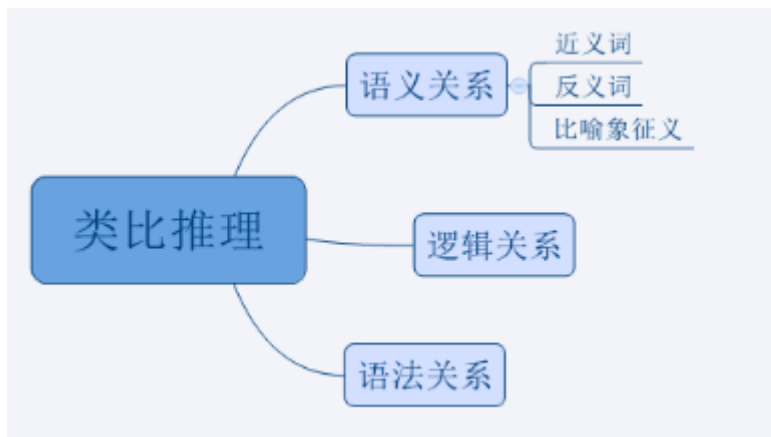 近义词
语义关系
反义词
比喻象征义
类比推理
逻辑关系
语法关系